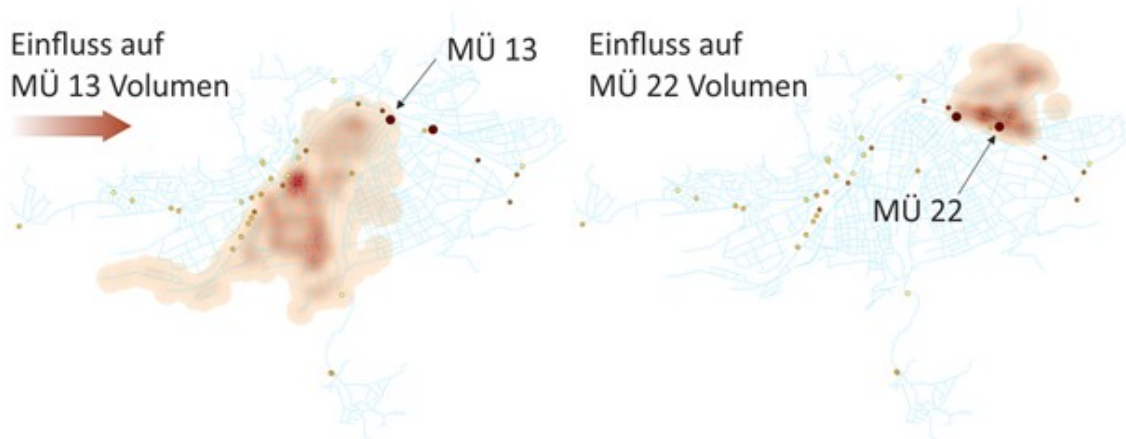 Einfluss auf
MÜ 13 Volumen
MÜ 13
Einfluss auf
MÜ 22 Volumen
MÜ 22